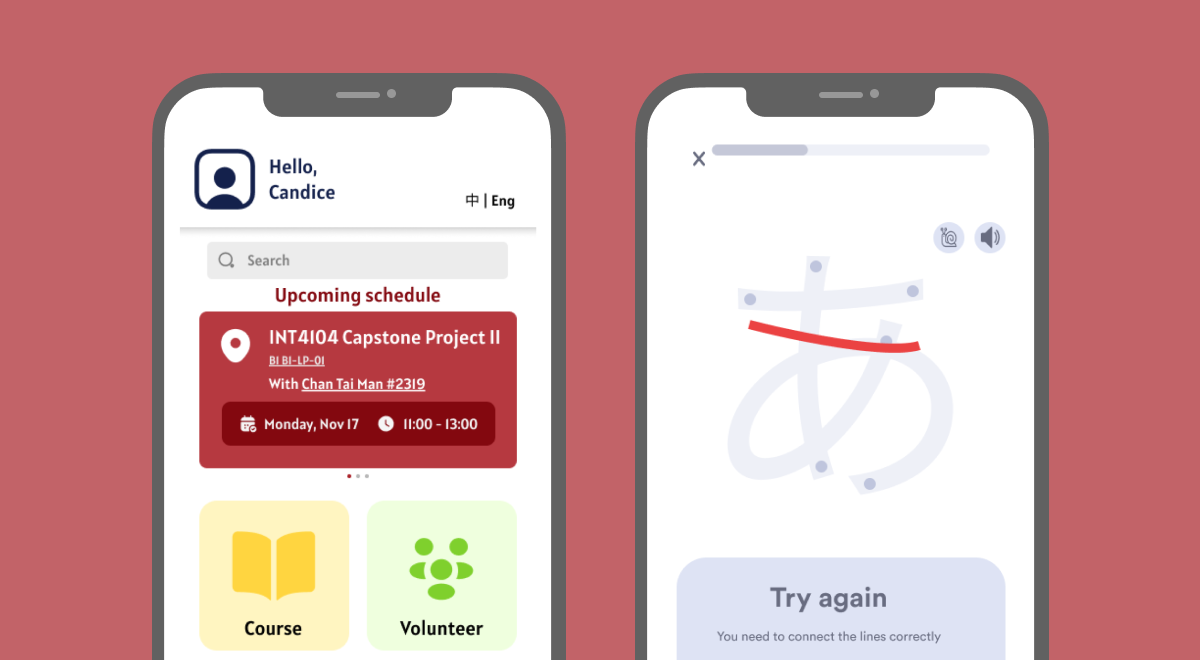 Hello,
Candice
中 | Eng
Search
Upcoming schedule
INT4104 Capstone Project II
BI BI-LP-01
With Chan Tai Man #2319
Monday, Nov 17 11:00 - 13:00
Course Volunteer
X
あ
Try again
You need to connect the lines correctly